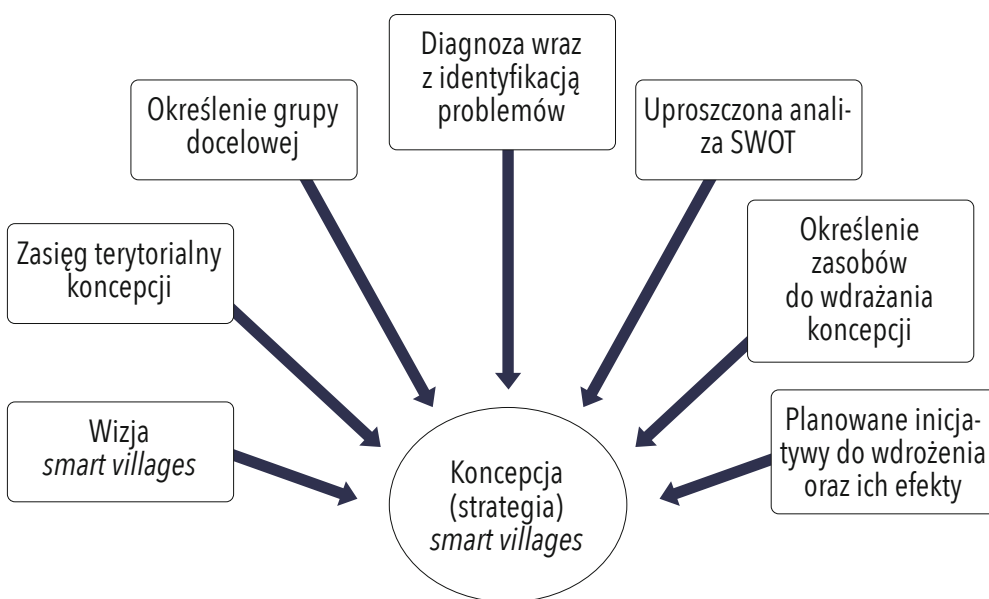 Diagnoza wraz
z identyfikacją
problemów
Określenie grupy
docelowej
Uproszczona anali-
za SWOT
Zasięg terytorialny
koncepcji
Określenie
zasobów
do wdrażania
koncepcji
Wizja
smart villages
Planowane inicja-
tywy do wdrożenia
oraz ich efekty
Koncepcja
(strategia)
smart villages